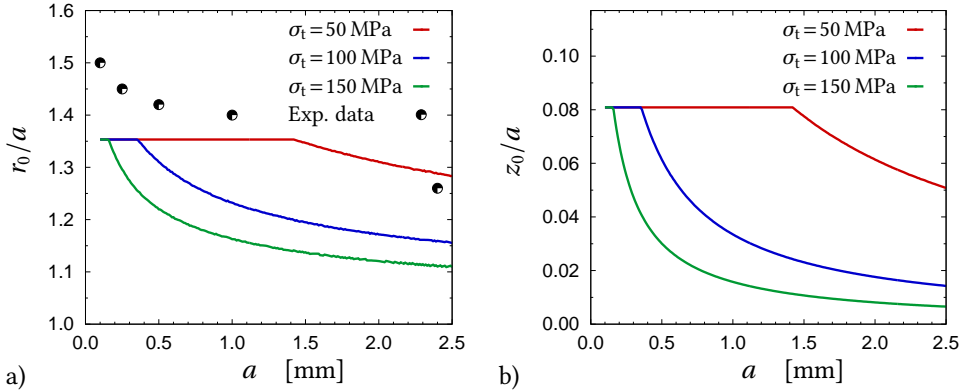 1.6
1.5
1.4
1.3
1.2
1.1
1.0
r₀/a
σₜ=50 MPa
σₜ=100 MPa
σₜ=150 MPa
Exp. data
0.0 0.5 1.0 1.5 2.0 2.5
a) a [mm]
0.10
0.08
0.06
0.04
0.02
0.00
z₀/a
σₜ=50 MPa
σₜ=100 MPa
σₜ=150 MPa
0.0 0.5 1.0 1.5 2.0 2.5
b) a [mm]